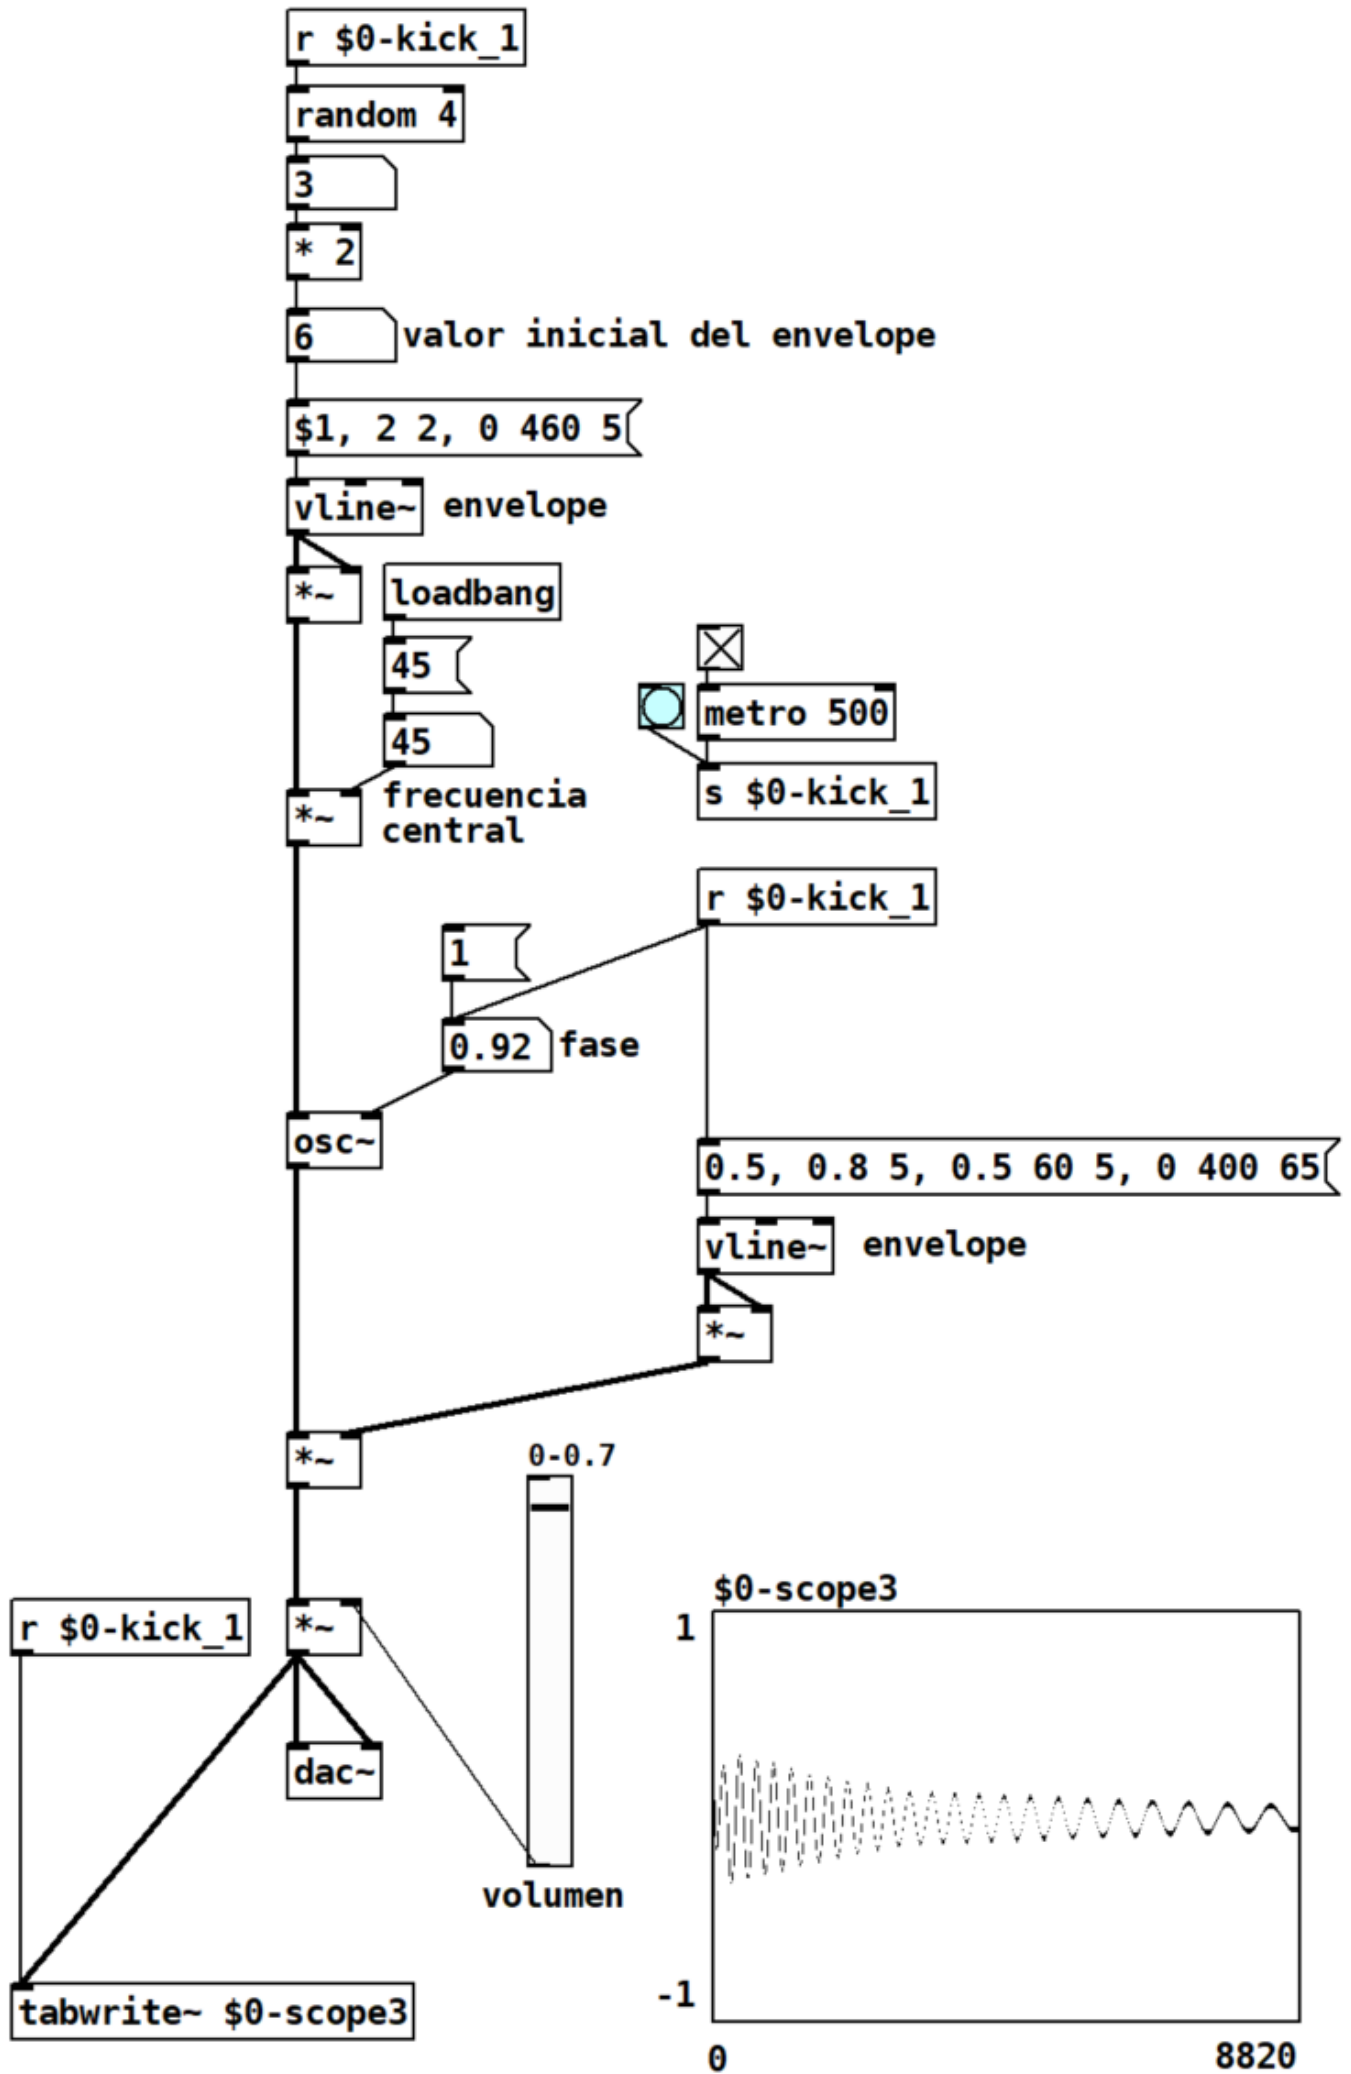 r $0-kick_1
random 4
3
* 2
6
valor inicial del envelope
$1, 2 2, 0 460 5
vline~
envelope
*~
loadbang
45
45
*~
frecuencia
central
metro 500
s $0-kick_1
r $0-kick_1
1
0.92
fase
osc~
0.5, 0.8 5, 0.5 60 5, 0 400 65
vline~
envelope
*~
*~
0-0.7
r $0-kick_1
*~
dac~
volumen
tabwrite~ $0-scope3
$0-scope3
1
-1
0
8820